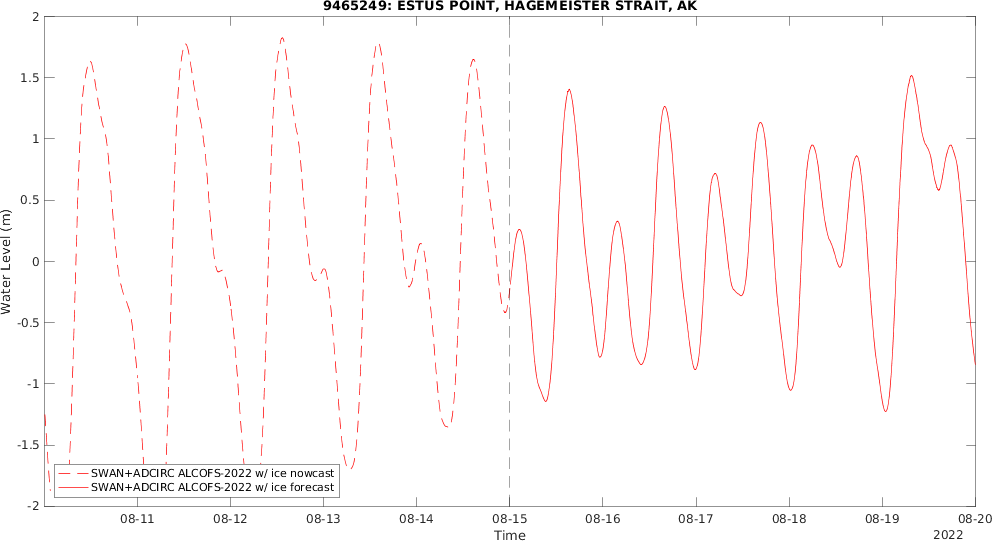 9465249: ESTUS POINT, HAGEMEISTER STRAIT, AK
2
1.5
1
0.5
0
-0.5
-1
-1.5
-2
Water Level (m)
SWAN+ADCIRC ALCOFS-2022 w/ ice nowcast
SWAN+ADCIRC ALCOFS-2022 w/ ice forecast
08-11 08-12 08-13 08-14 08-15 08-16 08-17 08-18 08-19 08-20
Time
2022